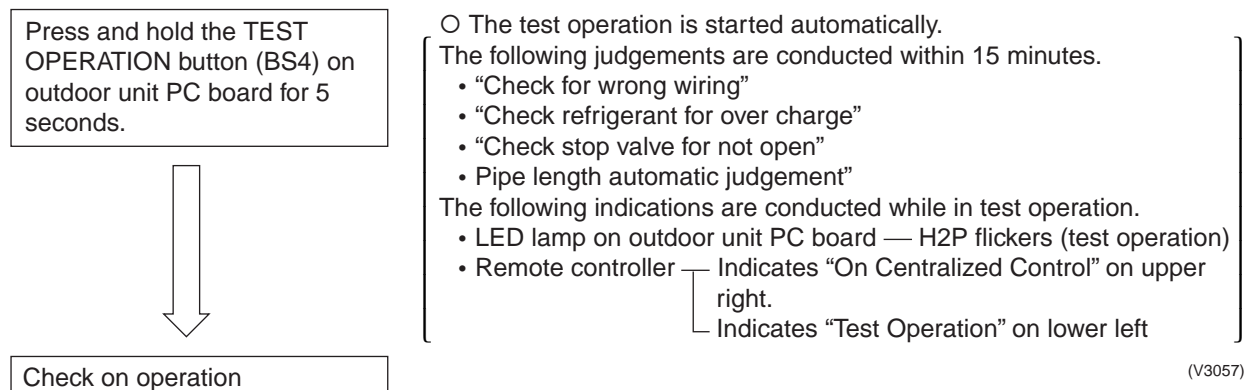 Press and hold the TEST
OPERATION button (BS4) on
outdoor unit PC board for 5
seconds.
○ The test operation is started automatically.
The following judgements are conducted within 15 minutes.
• “Check for wrong wiring”
• “Check refrigerant for over charge”
• “Check stop valve for not open”
• Pipe length automatic judgement”
The following indications are conducted while in test operation.
• LED lamp on outdoor unit PC board — H2P flickers (test operation)
• Remote controller — Indicates “On Centralized Control” on upper
right.
Indicates “Test Operation” on lower left
Check on operation
(V3057)